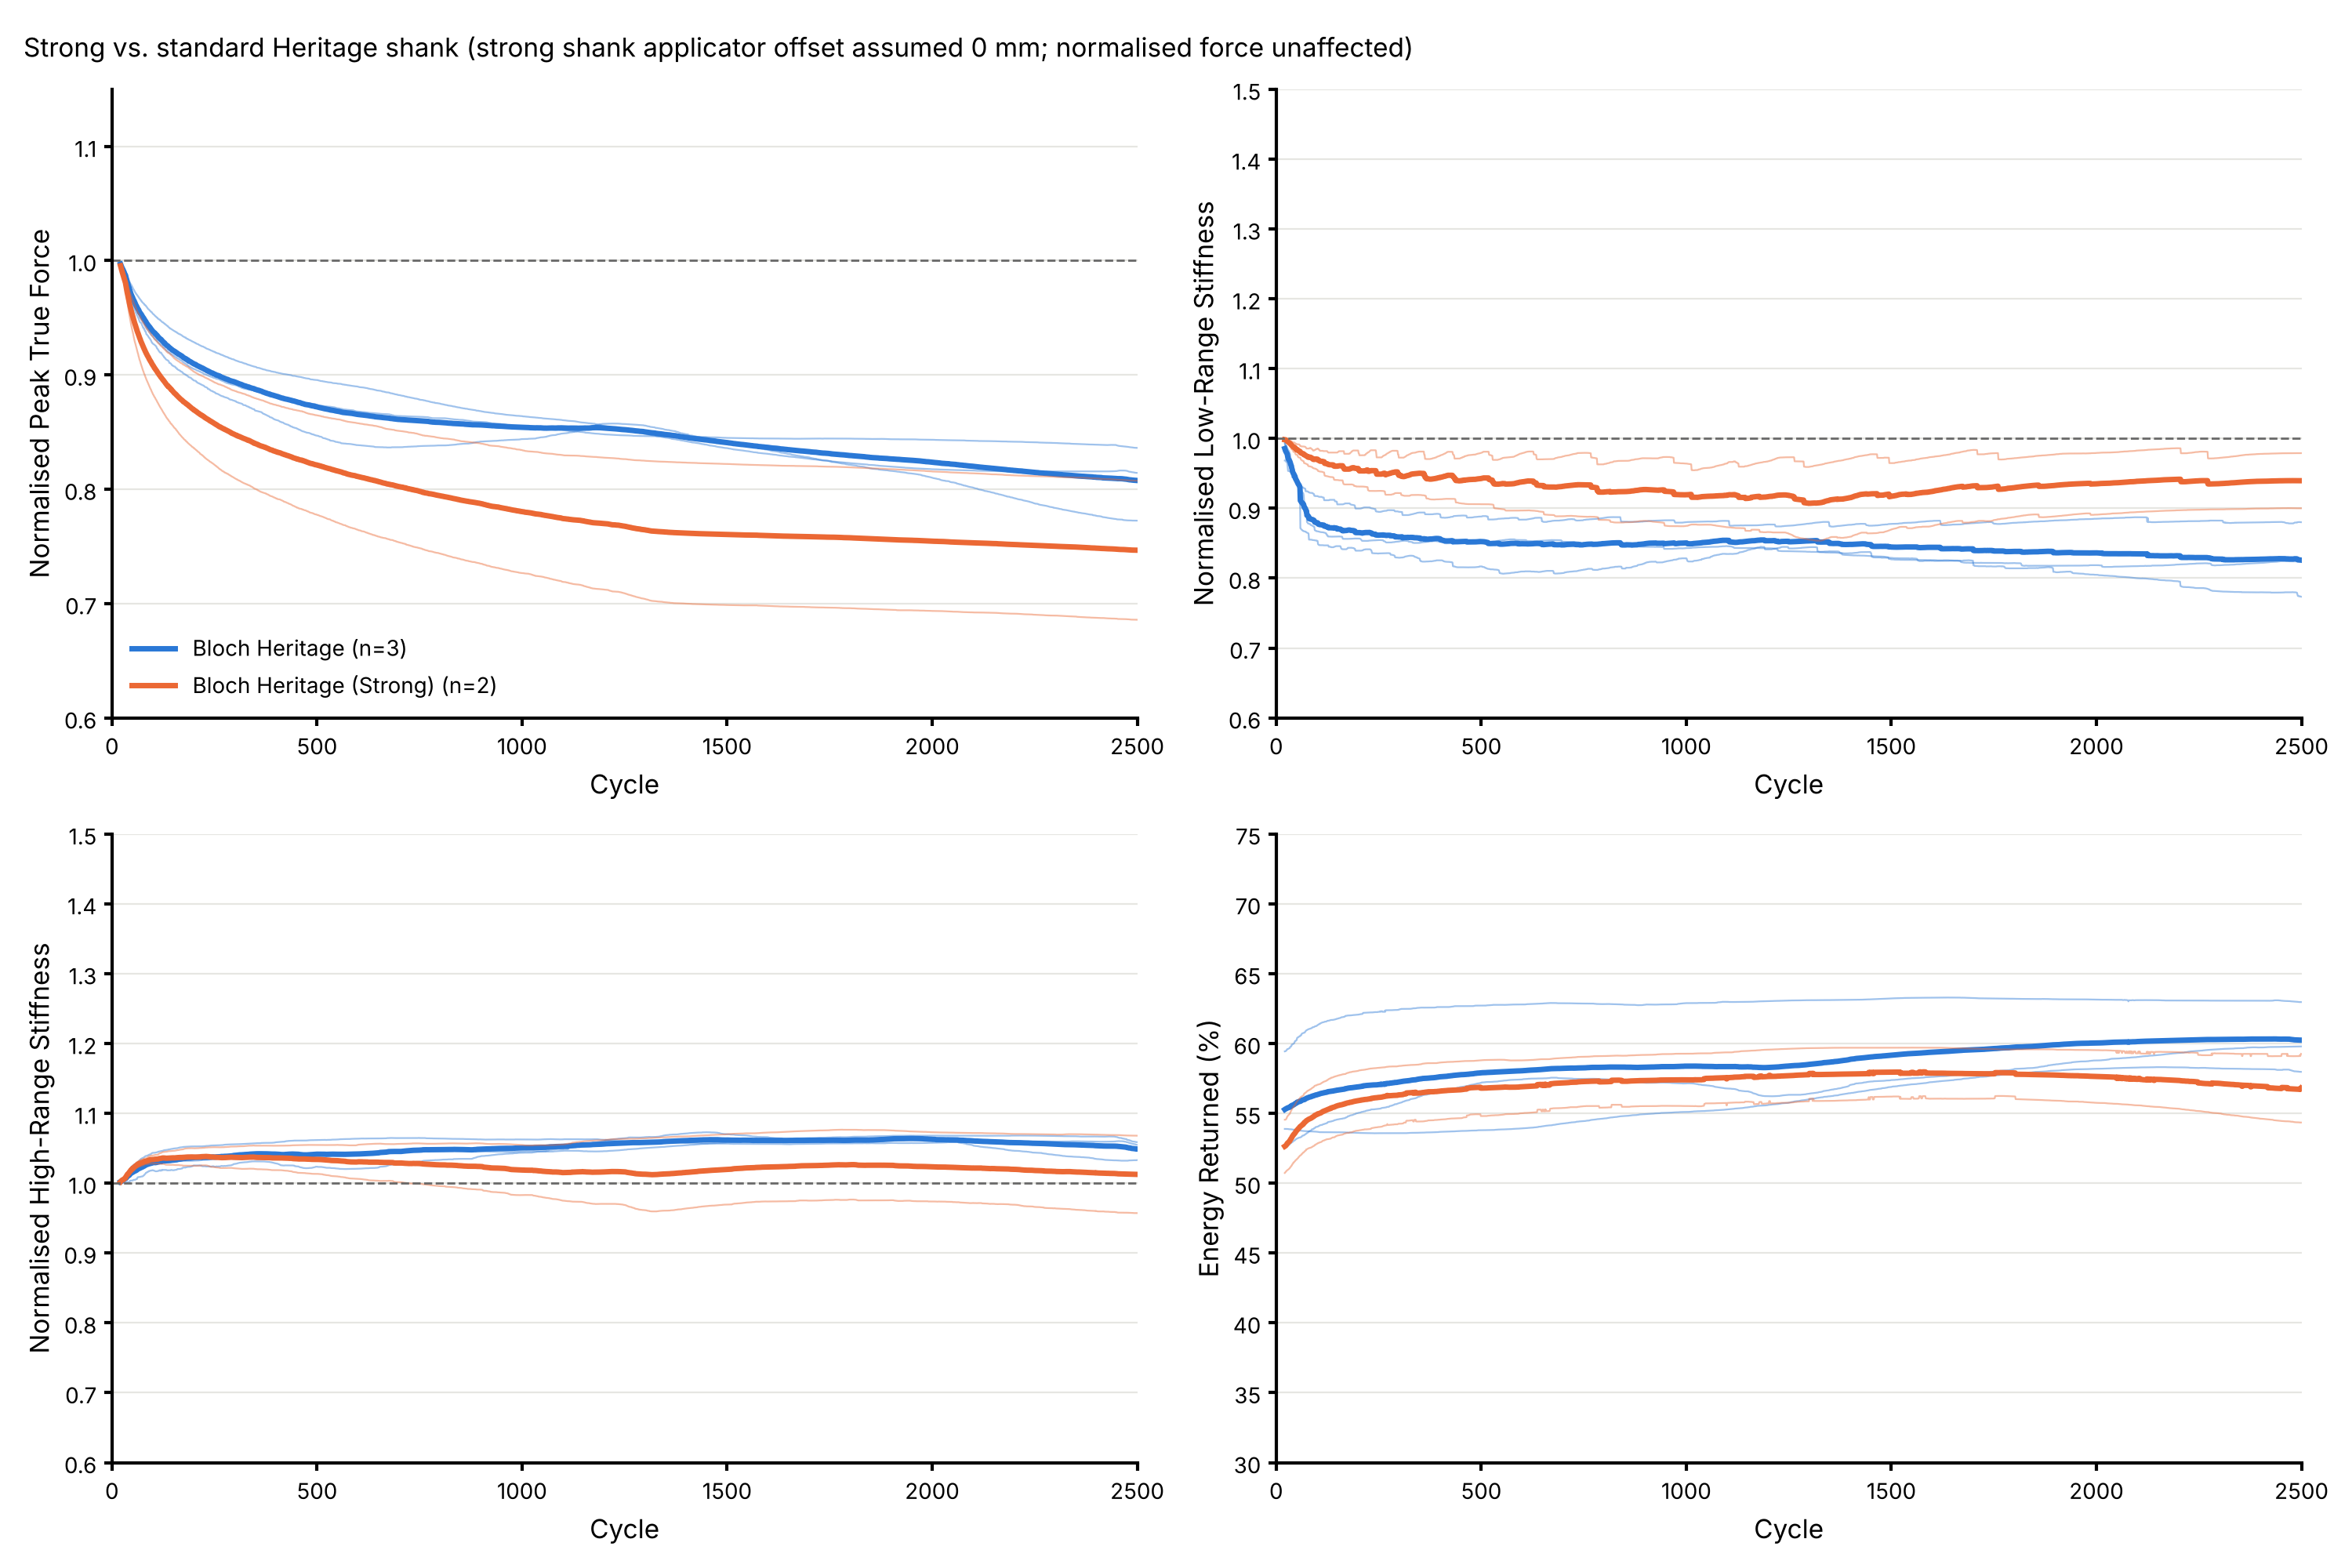 Strong vs. standard Heritage shank (strong shank applicator offset assumed 0 mm; normalised force unaffected)
Normalised Peak True Force
1.1
1.0
0.9
0.8
0.7
0.6
Bloch Heritage (n=3)
Bloch Heritage (Strong) (n=2)
0 500 1000 1500 2000 2500
Cycle
Normalised Low-Range Stiffness
1.5
1.4
1.3
1.2
1.1
1.0
0.9
0.8
0.7
0.6
0 500 1000 1500 2000 2500
Cycle
Normalised High-Range Stiffness
1.5
1.4
1.3
1.2
1.1
1.0
0.9
0.8
0.7
0.6
0 500 1000 1500 2000 2500
Cycle
Energy Returned (%)
75
70
65
60
55
50
45
40
35
30
0 500 1000 1500 2000 2500
Cycle